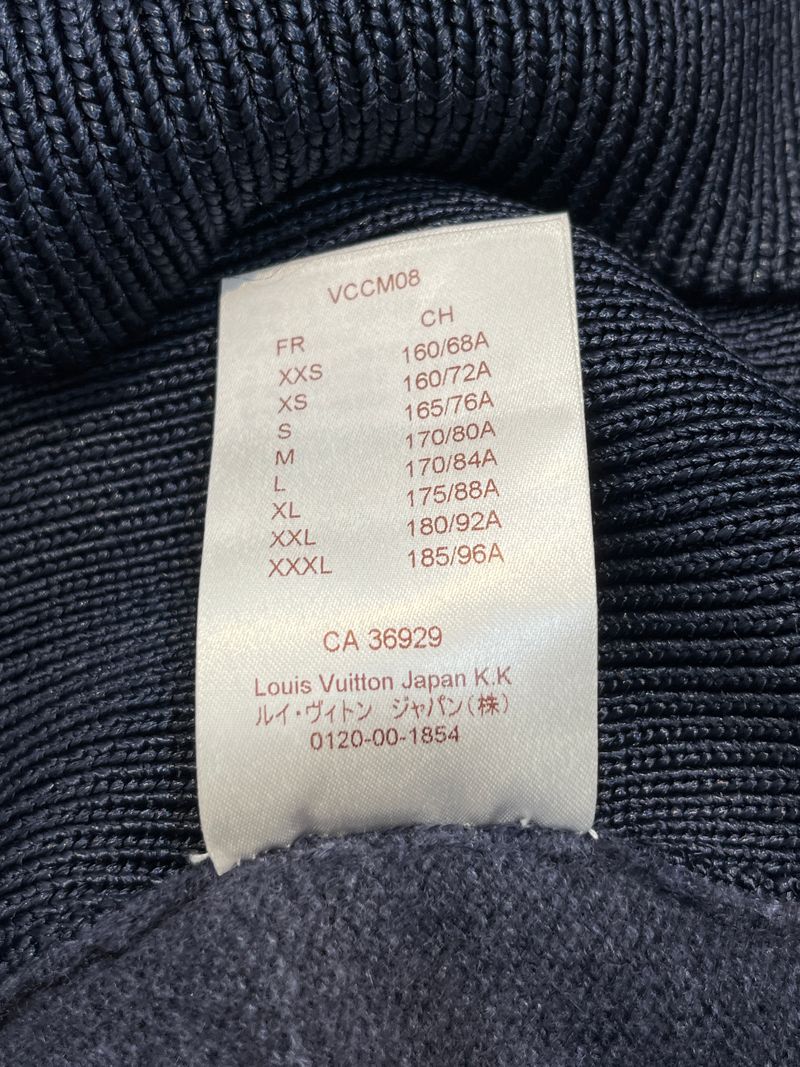 VCCM08
FR CH
XXS 160/68A
XS 160/72A
S 165/76A
M 170/80A
L 170/84A
XL 175/88A
XXL 180/92A
XXXL 185/96A
CA 36929
Louis Vuitton Japan K.K
ルイ・ヴィトン ジャパン(株)
0120-00-1854